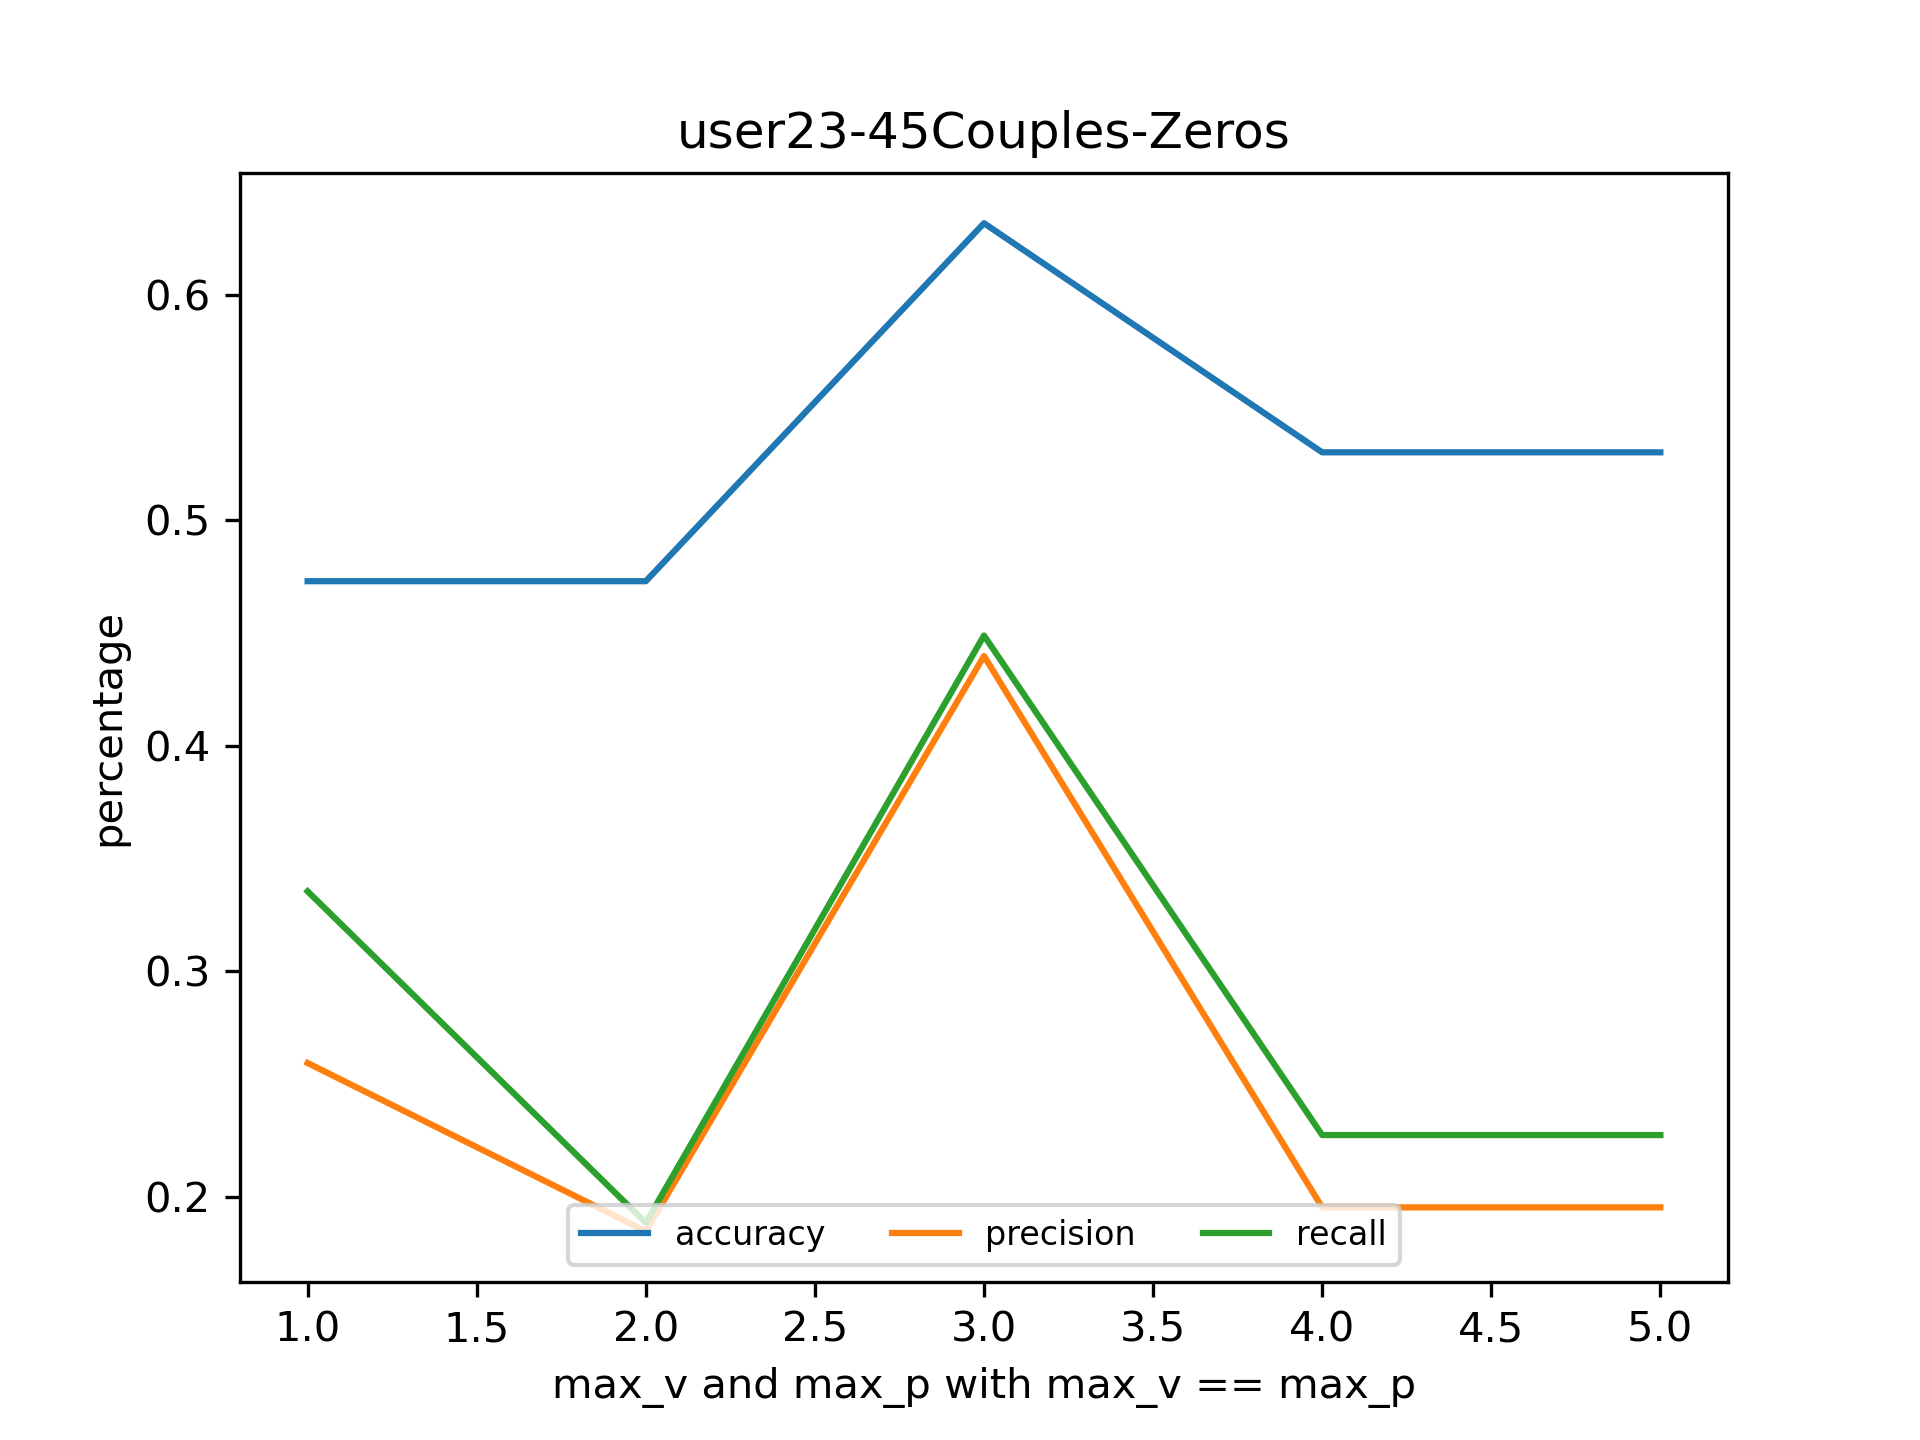 user23-45Couples-Zeros
0.6
0.5
0.4
0.3
0.2
percentage
accuracy precision recall
1.0 1.5 2.0 2.5 3.0 3.5 4.0 4.5 5.0
max_v and max_p with max_v == max_p